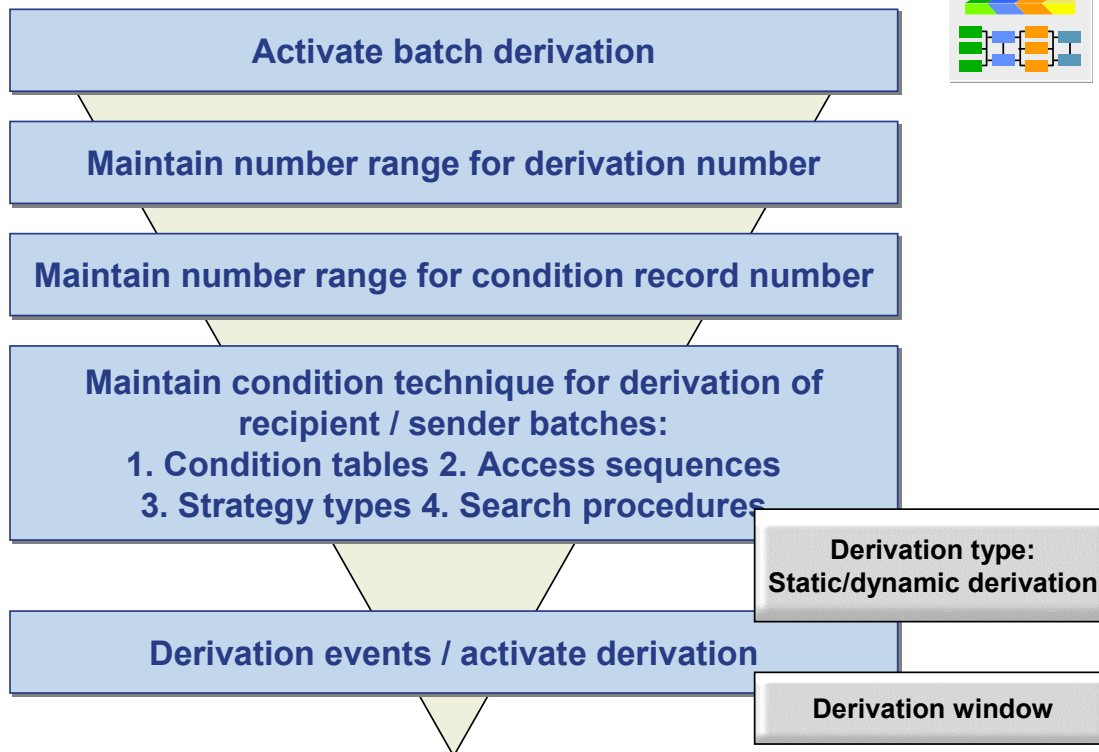 Activate batch derivation
Maintain number range for derivation number
Maintain number range for condition record number
Maintain condition technique for derivation of
recipient / sender batches:
1. Condition tables 2. Access sequences
3. Strategy types 4. Search procedures
Derivation type:
Static/dynamic derivation
Derivation events / activate derivation
Derivation window